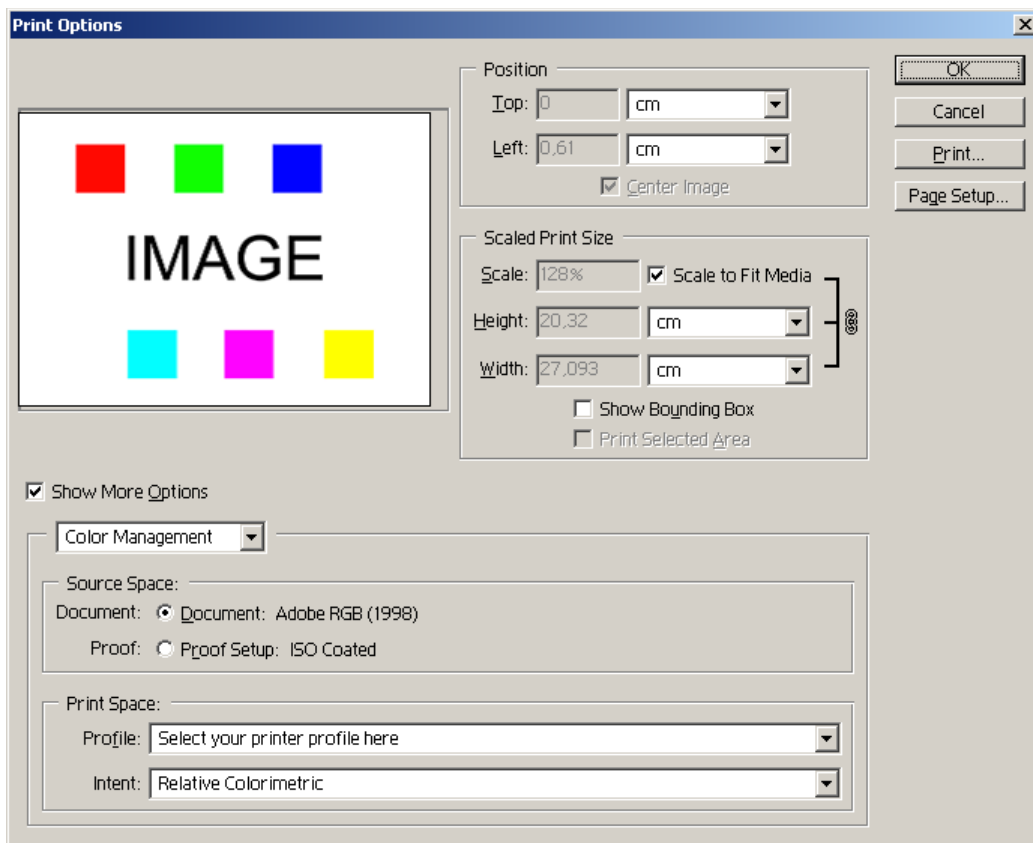 Print Options
Position
Top: 0 cm
Left: 0,61 cm
Center Image
OK
Cancel
Print...
Page Setup...
IMAGE
Scaled Print Size
Scale: 128% Scale to Fit Media
Height: 20,32 cm
Width: 27,093 cm
Show Bounding Box
Print Selected Area
Show More Options
Color Management
Source Space:
Document: Document: Adobe RGB (1998)
Proof: Proof Setup: ISO Coated
Print Space:
Profile: Select your printer profile here
Intent: Relative Colorimetric